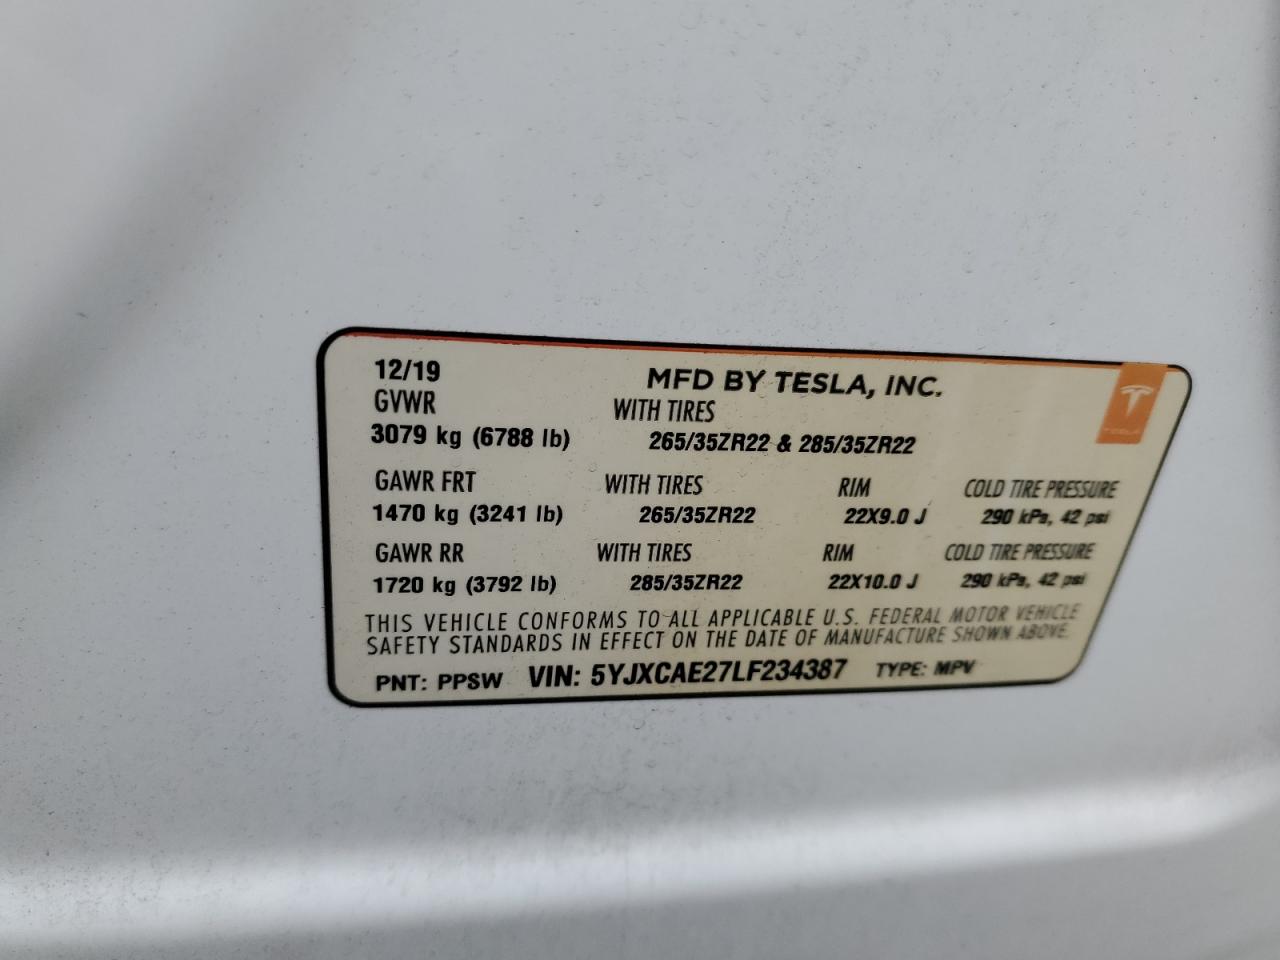 12/19 MFD BY TESLA, INC.
GVWR WITH TIRES
3079 kg (6788 lb) 265/35ZR22 & 285/35ZR22
GAWR FRT WITH TIRES RIM COLD TIRE PRESSURE
1470 kg (3241 lb) 265/35ZR22 22X9.0 J 290 kPa, 42 psi
GAWR RR WITH TIRES RIM COLD TIRE PRESSURE
1720 kg (3792 lb) 285/35ZR22 22X10.0 J 290 kPa, 42 psi
THIS VEHICLE CONFORMS TO ALL APPLICABLE U.S. FEDERAL MOTOR VEHICLE
SAFETY STANDARDS IN EFFECT ON THE DATE OF MANUFACTURE SHOWN ABOVE.
PNT: PPSW VIN: 5YJXCAE27LF234387 TYPE: MPV
TESLA